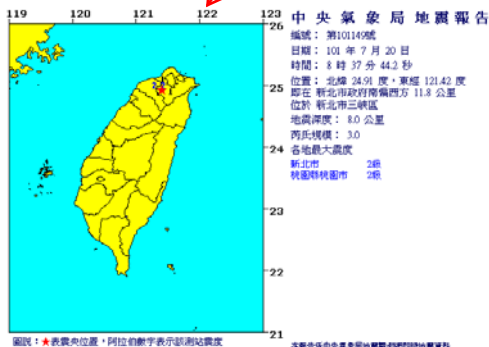 119 120 121 122 123
26
25
24
23
22
21
中央氣象局地震報告
編號： 第101149號
日期： 101 年 7 月 20 日
時間： 8 時 37 分 44.2 秒
位置： 北緯 24.91 度，東經 121.42 度
即在 新北市政府南偏西方 11.8 公里
位於 新北市三峽區
地震深度： 8.0 公里
芮氏規模： 3.0
各地最大震度
新北市 2級
桃園縣桃園市 2級
圖說：★表震央位置，阿拉伯數字表示該測站震度